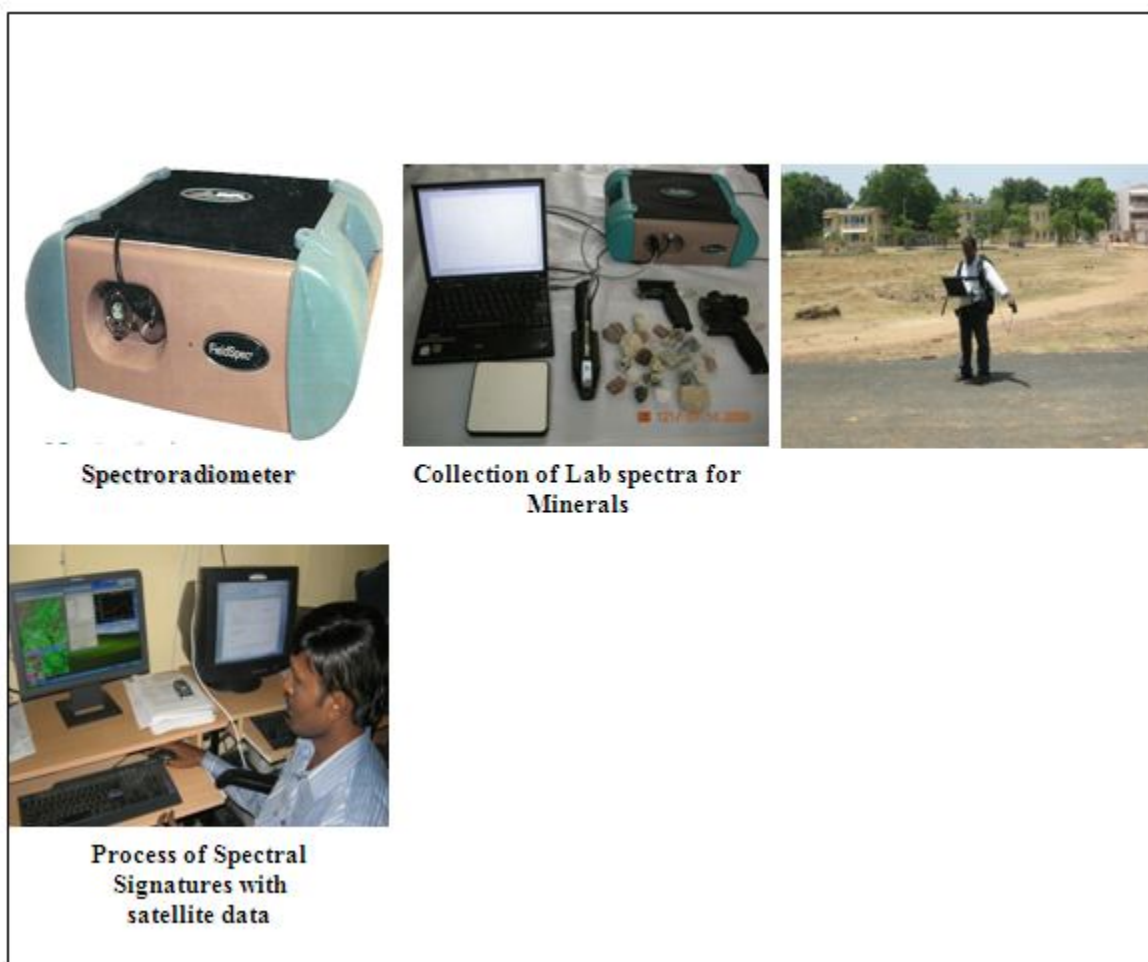 FieldSpec
Spectroradiometer
Collection of Lab spectra for
Minerals
Process of Spectral
Signatures with
satellite data